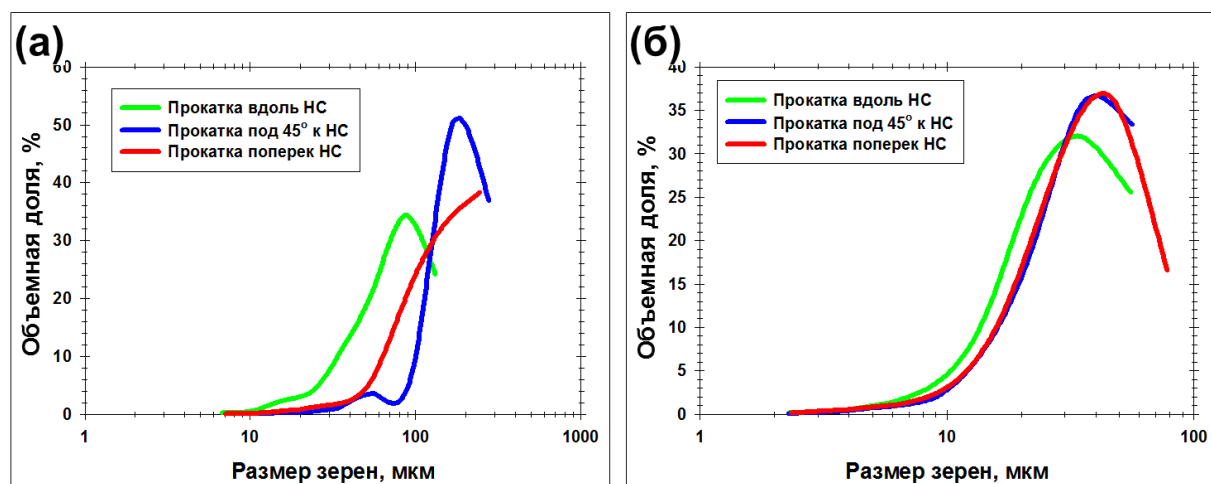 (а)
60
50
40
30
20
10
0
Объемная доля, %
Прокатка вдоль НС
Прокатка под 45° к НС
Прокатка поперек НС
1
10
100
1000
Размер зерен, мкм
(б)
40
35
30
25
20
15
10
5
0
Объемная доля, %
Прокатка вдоль НС
Прокатка под 45° к НС
Прокатка поперек НС
1
10
100
Размер зерен, мкм